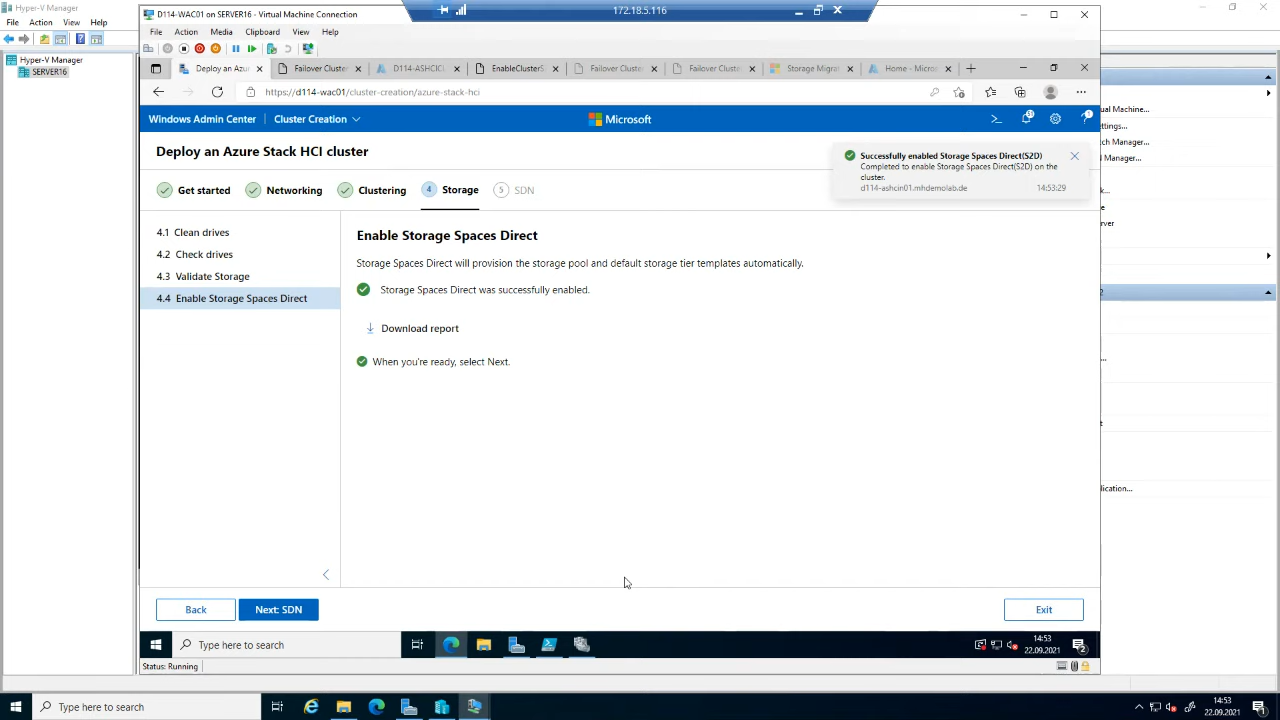 Hyper-V Manager
File
Action
View
Help
Hyper-V Manager
SERVER16
172.18.5.116
D114-WAC01 on SERVER16 - Virtual Machine Connection
File
Action
Media
Clipboard
View
Help
Deploy an Azu
Failover Cluster
D114-ASHCI
EnableClusterS
Failover Cluster
Failover Cluste
Storage Migrat
Home - Micros
https://d114-wac01/cluster-creation/azure-stack-hci
Windows Admin Center
Cluster Creation
Microsoft
Deploy an Azure Stack HCI cluster
Get started
Networking
Clustering
4 Storage
5 SDN
Successfully enabled Storage Spaces Direct(S2D)
Completed to enable Storage Spaces Direct(S2D) on the
cluster.
d114-ashcin01.mhdemolab.de
14:53:29
4.1 Clean drives
4.2 Check drives
4.3 Validate Storage
4.4 Enable Storage Spaces Direct
Enable Storage Spaces Direct
Storage Spaces Direct will provision the storage pool and default storage tier templates automatically.
Storage Spaces Direct was successfully enabled.
Download report
When you're ready, select Next.
Back
Next: SDN
Exit
Type here to search
14:53
22.09.2021
2
Status: Running
ual Machine...
ttings...
tch Manager...
Manager...
erver
lication...
Type here to search
14:53
22.09.2021
1